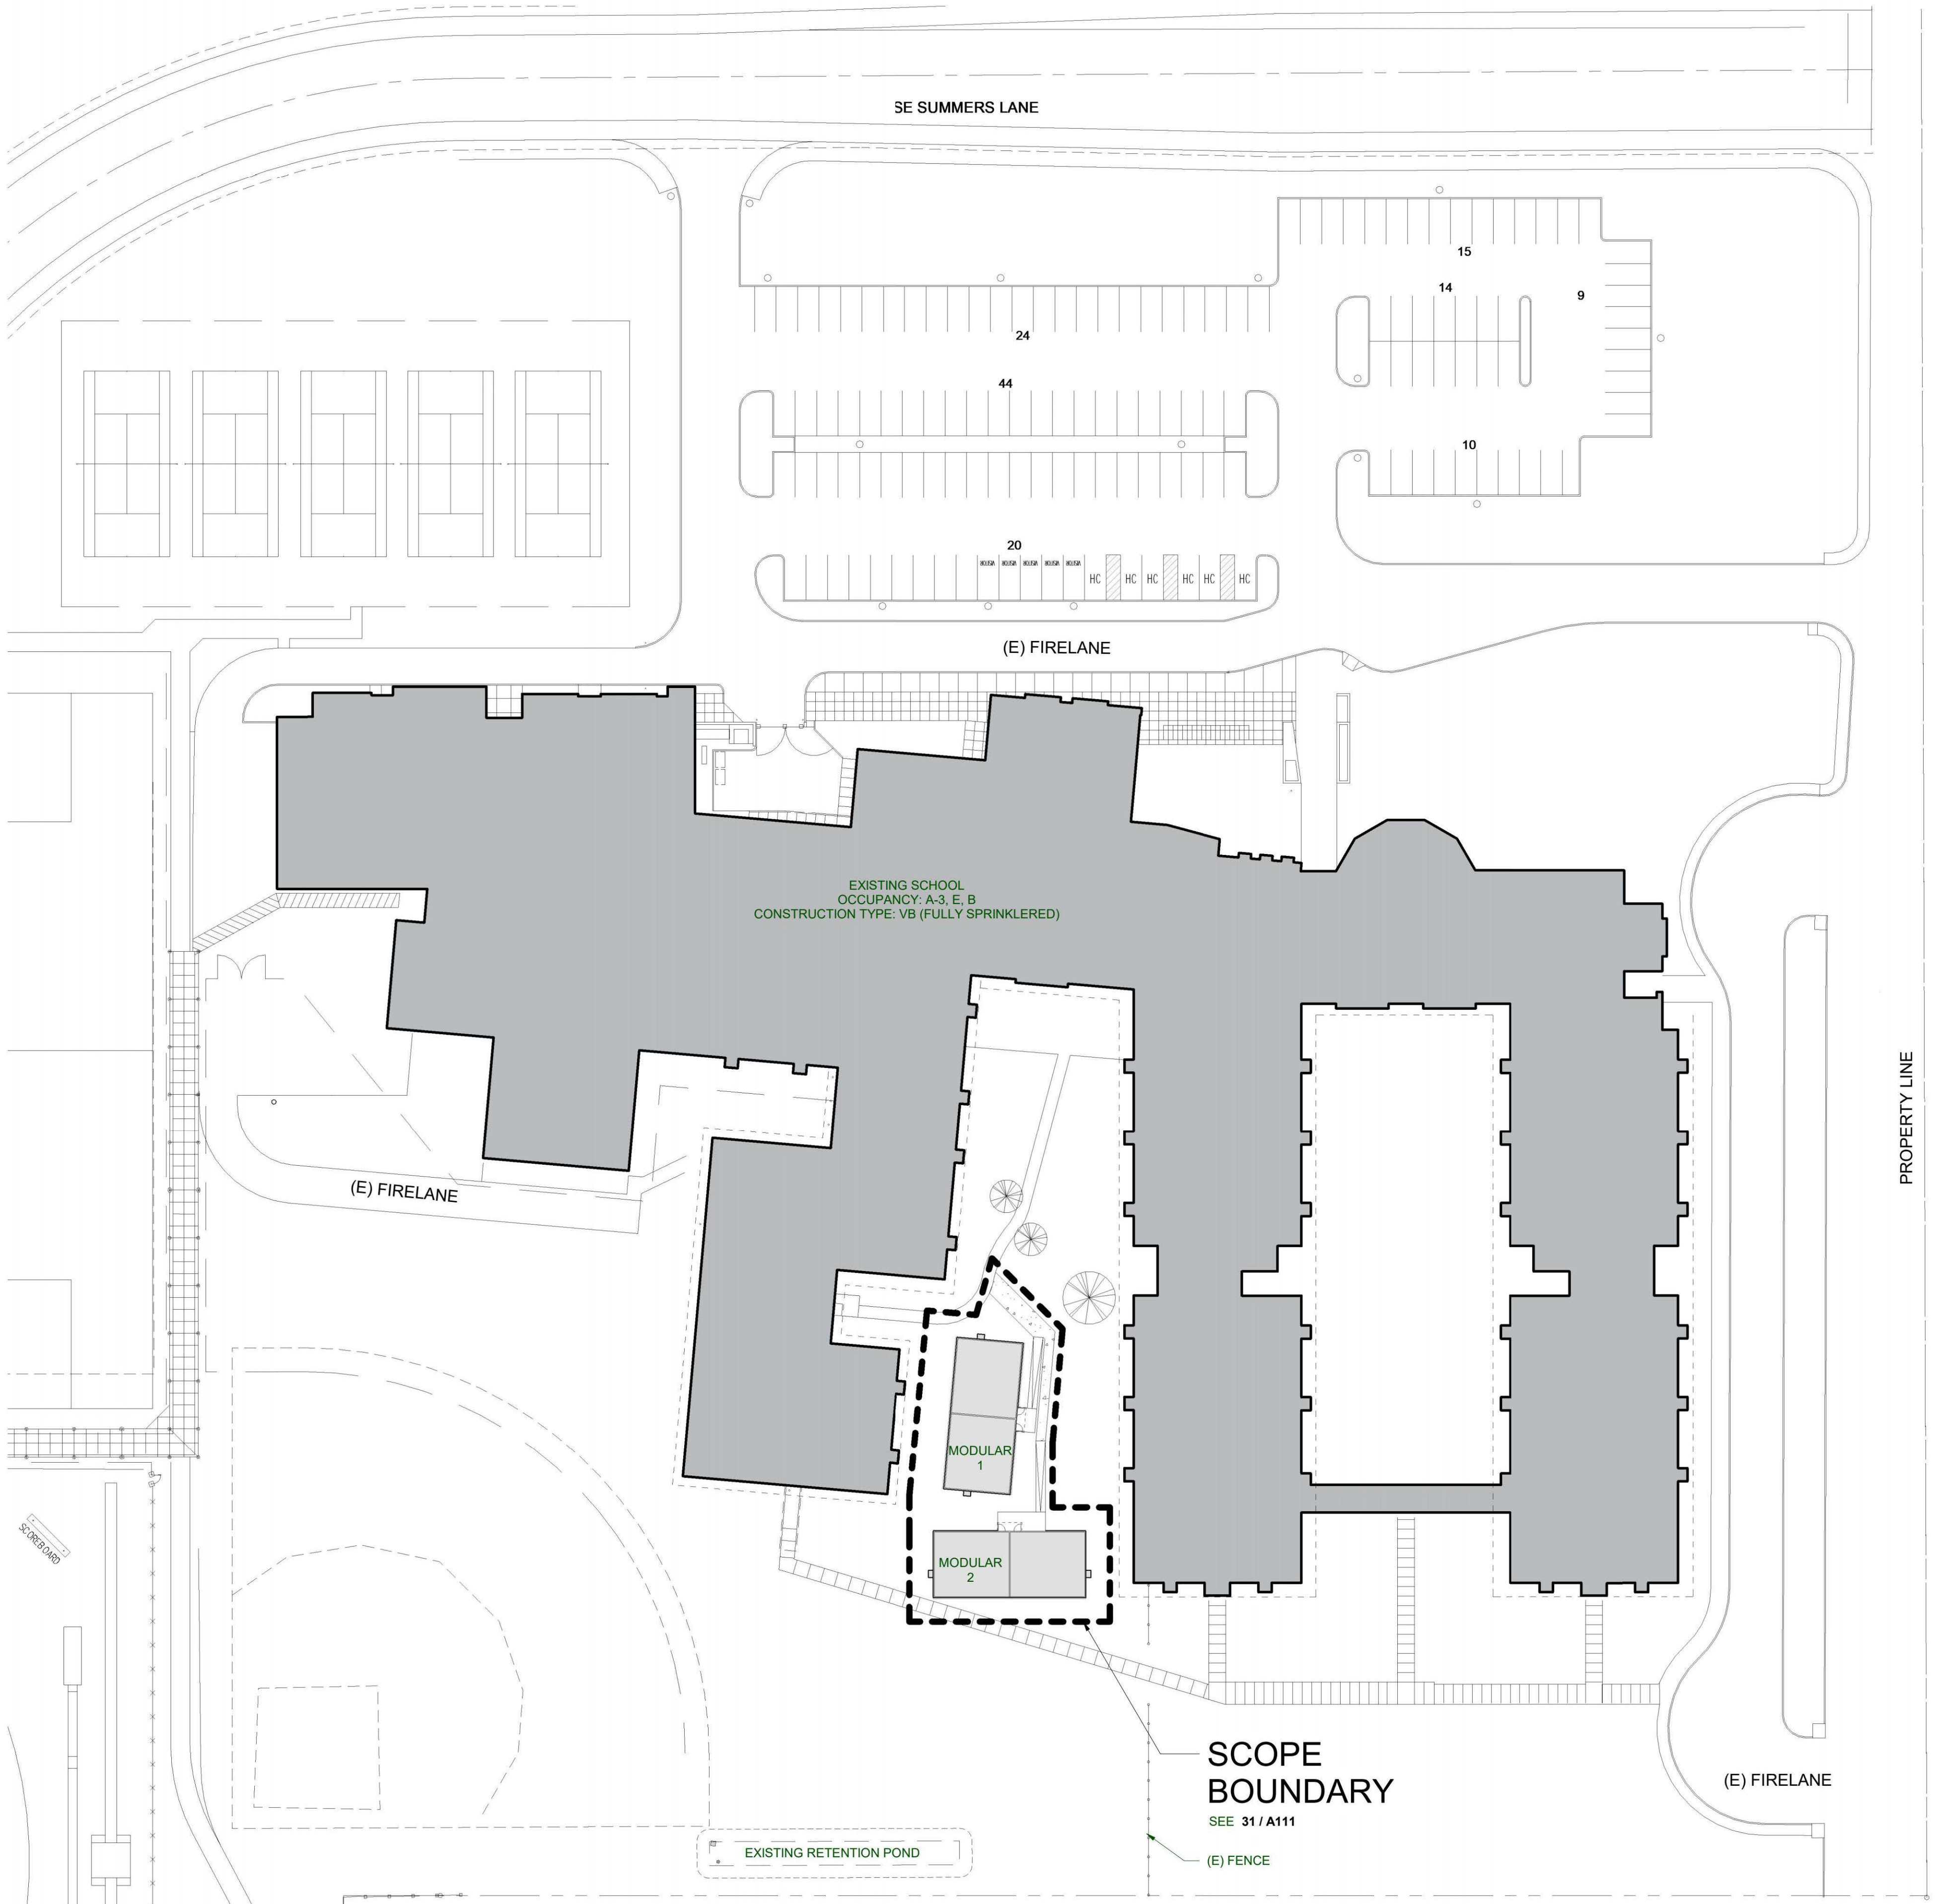 SE SUMMERS LANE
15
14
9
24
44
10
20
HC HC HC HC HC HC
(E) FIRELANE
EXISTING SCHOOL
OCCUPANCY: A-3, E, B
CONSTRUCTION TYPE: VB (FULLY SPRINKLERED)
PROPERTY LINE
(E) FIRELANE
MODULAR
1
SCOREBOARD
MODULAR
2
SCOPE
BOUNDARY
SEE 31 / A111
(E) FIRELANE
EXISTING RETENTION POND
(E) FENCE